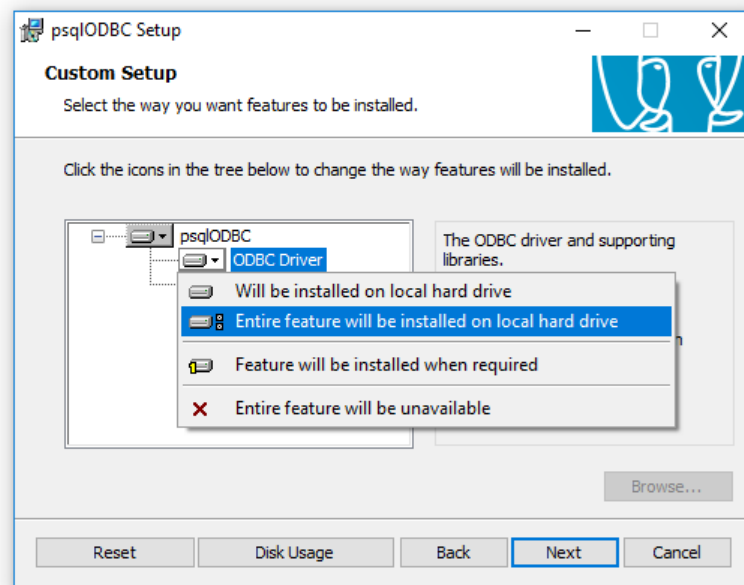 psqlODBC Setup
Custom Setup
Select the way you want features to be installed.
Click the icons in the tree below to change the way features will be installed.
psqlODBC
ODBC Driver
The ODBC driver and supporting
libraries.
Will be installed on local hard drive
Entire feature will be installed on local hard drive
Feature will be installed when required
Entire feature will be unavailable
Browse...
Reset
Disk Usage
Back
Next
Cancel